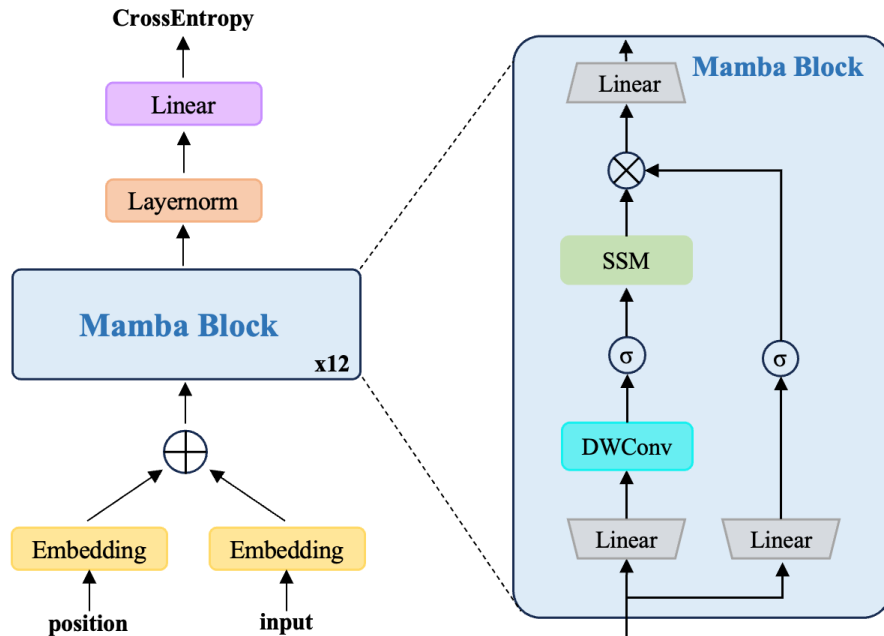 CrossEntropy
Linear
Layernorm
Mamba Block
x12
Embedding
Embedding
position
input
Mamba Block
Linear
SSM
σ
σ
DWConv
Linear
Linear